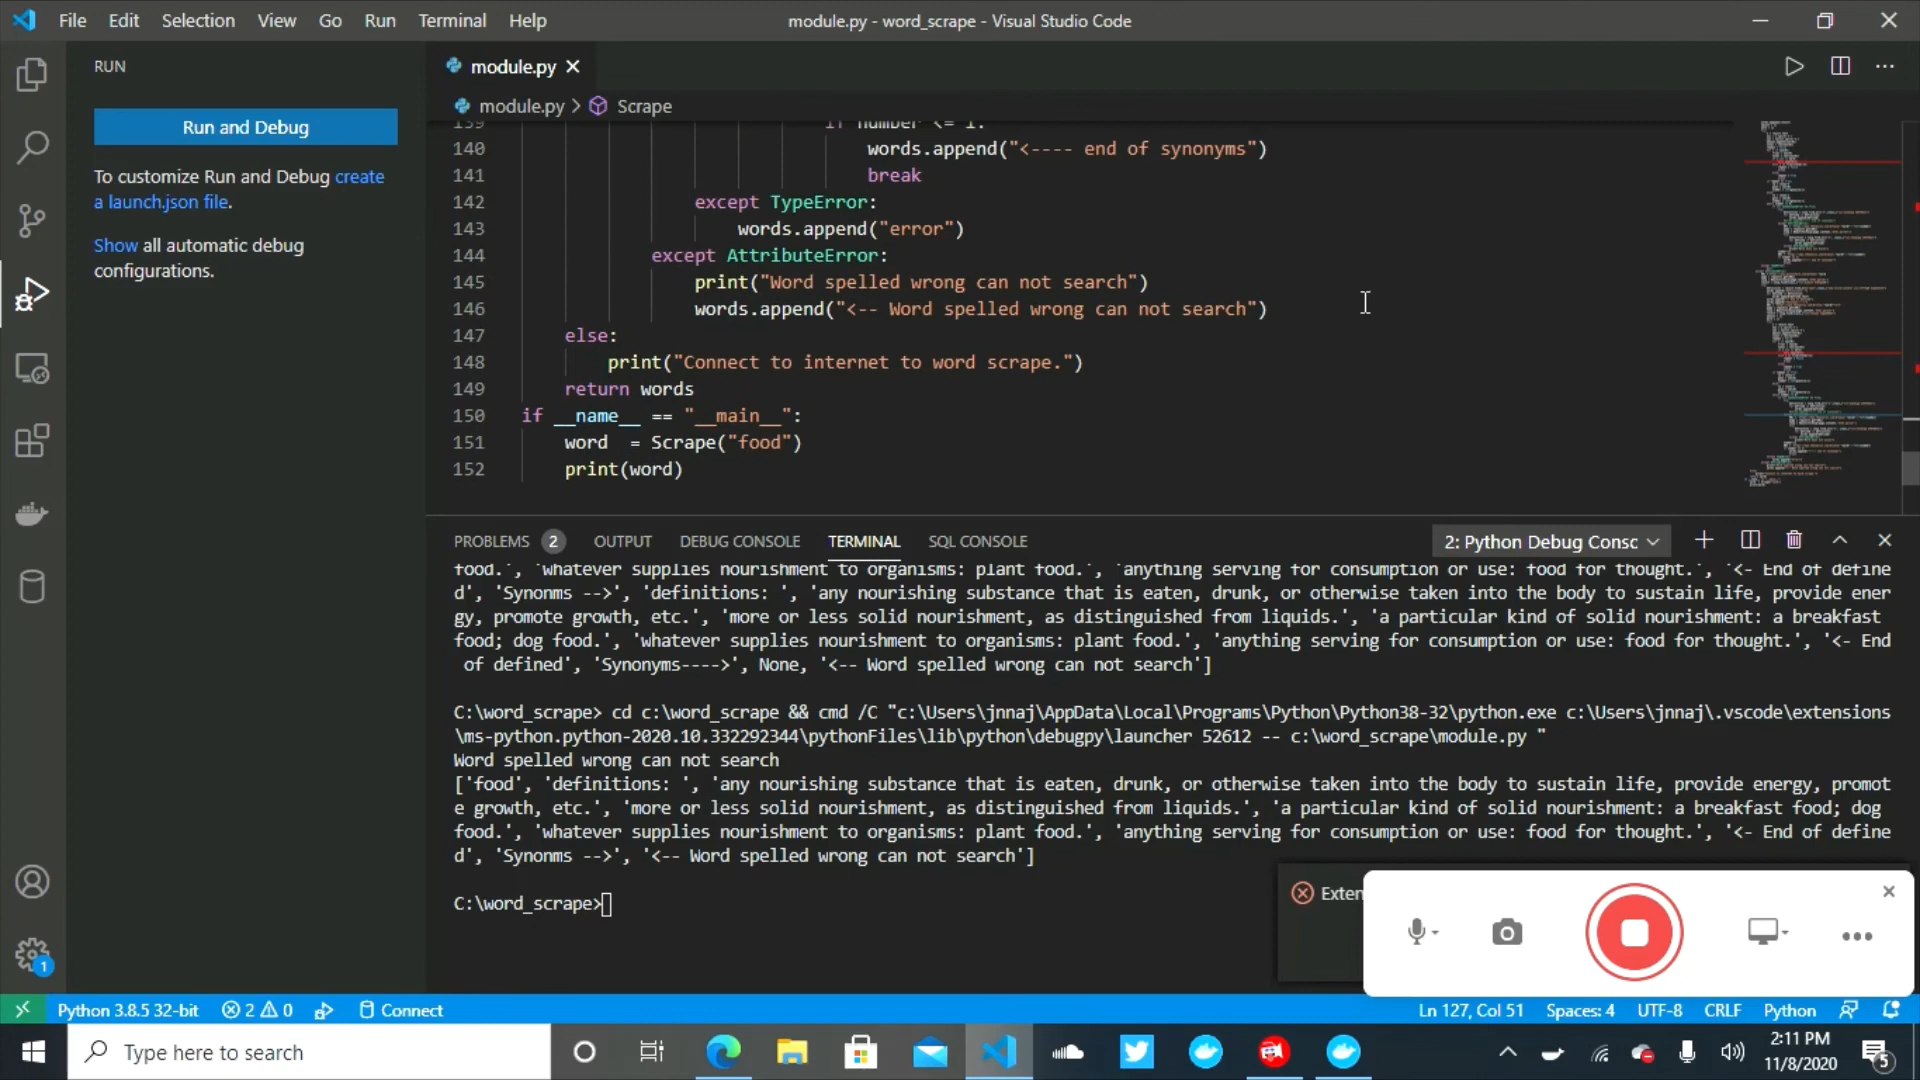 File Edit Selection View Go Run Terminal Help
module.py - word_scrape - Visual Studio Code
RUN
Run and Debug
To customize Run and Debug create
a launch.json file.
Show all automatic debug
configurations.
module.py
module.py > Scrape
139 if number <= 1:
140 words.append("<---- end of synonyms")
141 break
142 except TypeError:
143 words.append("error")
144 except AttributeError:
145 print("Word spelled wrong can not search")
146 words.append("<-- Word spelled wrong can not search")
147 else:
148 print("Connect to internet to word scrape.")
149 return words
150 if __name__ == "__main__":
151 word  = Scrape("food")
152 print(word)
PROBLEMS 2 OUTPUT DEBUG CONSOLE TERMINAL SQL CONSOLE
2: Python Debug Consc
food.', 'whatever supplies nourishment to organisms: plant food.', 'anything serving for consumption or use: food for thought.', '<- End of define
d', 'Synonms -->', 'definitions: ', 'any nourishing substance that is eaten, drunk, or otherwise taken into the body to sustain life, provide ener
gy, promote growth, etc.', 'more or less solid nourishment, as distinguished from liquids.', 'a particular kind of solid nourishment: a breakfast
food; dog food.', 'whatever supplies nourishment to organisms: plant food.', 'anything serving for consumption or use: food for thought.', '<- End
of defined', 'Synonyms---->', None, '<-- Word spelled wrong can not search']
C:\word_scrape> cd c:\word_scrape && cmd /C "c:\Users\jnnaj\AppData\Local\Programs\Python\Python38-32\python.exe c:\Users\jnnaj\.vscode\extensions
\ms-python.python-2020.10.332292344\pythonFiles\lib\python\debugpy\launcher 52612 -- c:\word_scrape\module.py "
Word spelled wrong can not search
['food', 'definitions: ', 'any nourishing substance that is eaten, drunk, or otherwise taken into the body to sustain life, provide energy, promot
e growth, etc.', 'more or less solid nourishment, as distinguished from liquids.', 'a particular kind of solid nourishment: a breakfast food; dog
food.', 'whatever supplies nourishment to organisms: plant food.', 'anything serving for consumption or use: food for thought.', '<- End of define
d', 'Synonms -->', '<-- Word spelled wrong can not search']
C:\word_scrape>
Exten
1
Python 3.8.5 32-bit 2 0 Connect
Ln 127, Col 51 Spaces: 4 UTF-8 CRLF Python
Type here to search
2:11 PM
11/8/2020
5